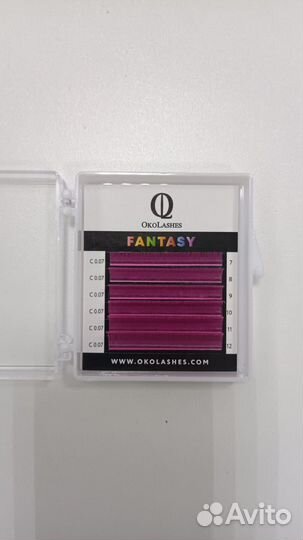 OKOLASHES
FANTASY
C 0.07 7
C 0.07 8
C 0.07 9
C 0.07 10
C 0.07 11
C 0.07 12
WWW.OKOLASHES.COM
Avito